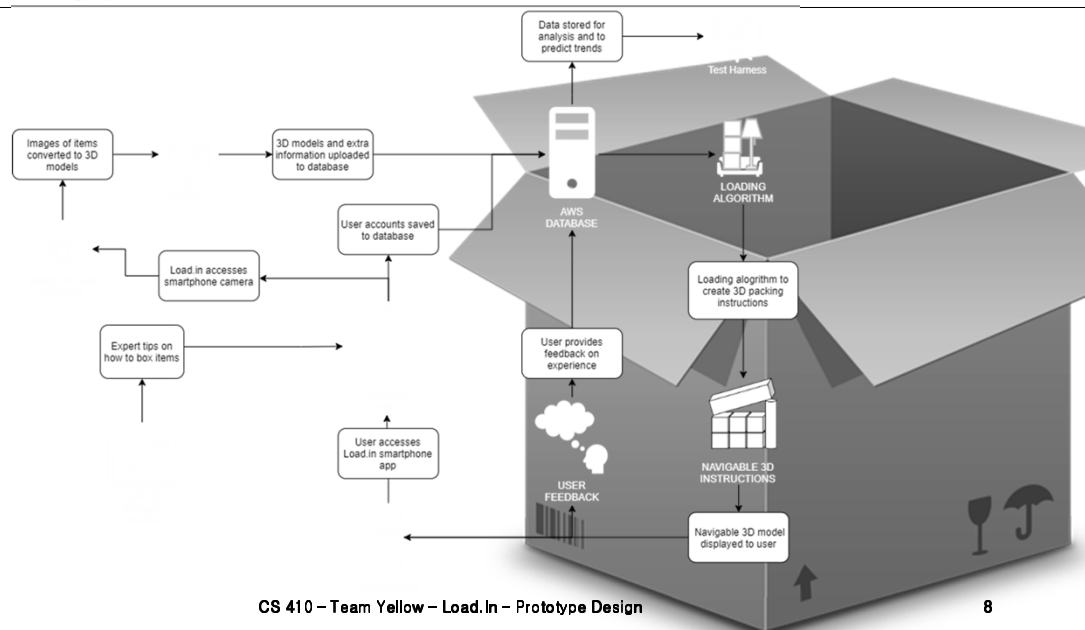 Data stored for
analysis and to
predict trends
Test Harness
Images of items
converted to 3D
models
3D models and extra
information uploaded
to database
LOADING
ALGORITHM
AWS
DATABASE
User accounts saved
to database
Load.in accesses
smartphone camera
Loading alogrithm to
create 3D packing
instructions
Expert tips on
how to box items
User provides
feedback on
experience
User accesses
Load.in smartphone
app
NAVIGABLE 3D
INSTRUCTIONS
USER
FEEDBACK
Navigable 3D model
displayed to user
CS 410 – Team Yellow – Load.In – Prototype Design
8